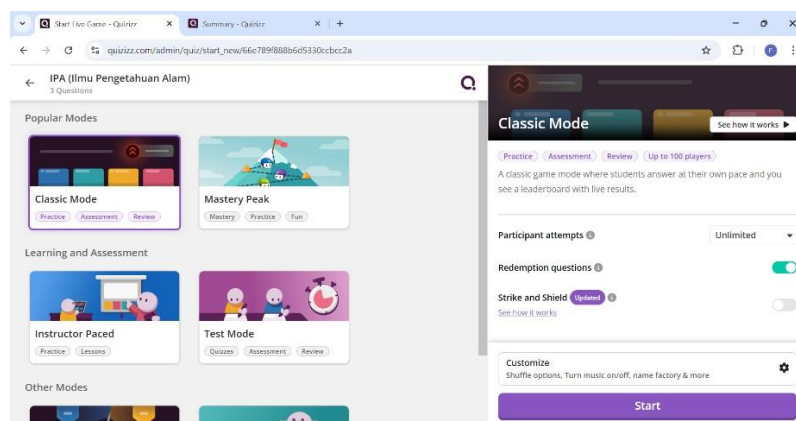 Start Live Game - Quizizz
Summary - Quizizz
quizizz.com/admin/quiz/start_new/66e789f888b6d5330ccbcc2a
IPA (Ilmu Pengetahuan Alam)
3 Questions
Popular Modes
Classic Mode
Practice Assessment Review
Mastery Peak
Mastery Practice Fun
Learning and Assessment
Instructor Paced
Practice Lessons
Test Mode
Quizzes Assessment Review
Other Modes
Classic Mode
See how it works
Practice Assessment Review Up to 100 players
A classic game mode where students answer at their own pace and you
see a leaderboard with live results.
Participant attempts
Unlimited
Redemption questions
Strike and Shield Updated
See how it works
Customize
Shuffle options, Turn music on/off, name factory & more
Start